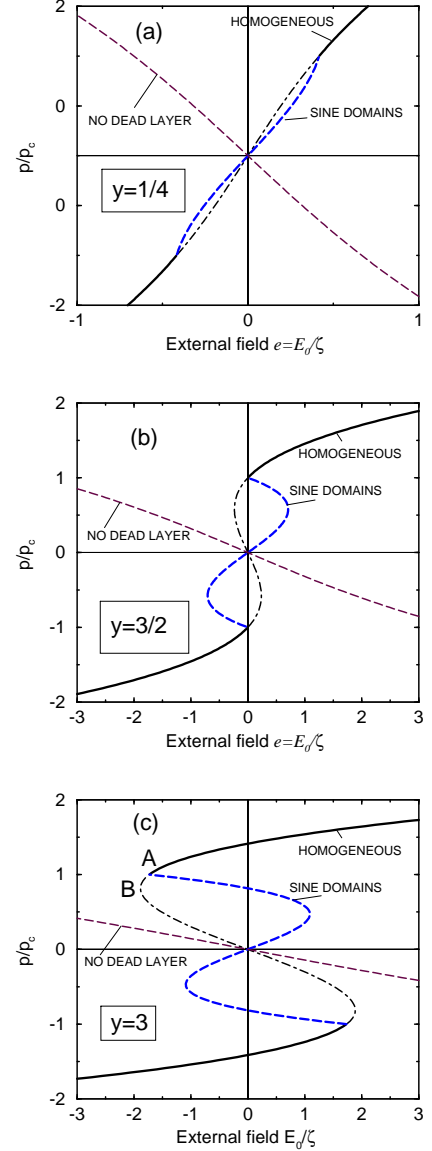 (a)
HOMOGENEOUS
NO DEAD LAYER
SINE DOMAINS
y=1/4
p/p_c
2
0
0
-2
-1
0
1
External field e=E_0/ζ
(b)
HOMOGENEOUS
SINE DOMAINS
NO DEAD LAYER
y=3/2
p/p_c
2
1
0
-1
-2
-3 -2 -1 0 1 2 3
External field e=E_0/ζ
(c)
A
HOMOGENEOUS
B
SINE DOMAINS
NO DEAD LAYER
y=3
p/p_c
2
1
0
-1
-2
-3 -2 -1 0 1 2 3
External field E_0/ζ